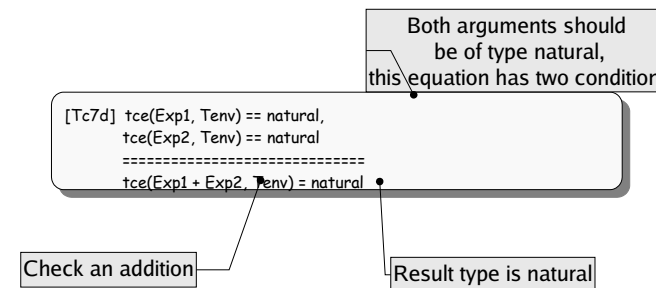 Both arguments should
be of type natural,
this equation has two condition
[Tc7d] tce(Exp1, Tenv) == natural,
tce(Exp2, Tenv) == natural
==============================
tce(Exp1 + Exp2, Tenv) = natural
Check an addition
Result type is natural